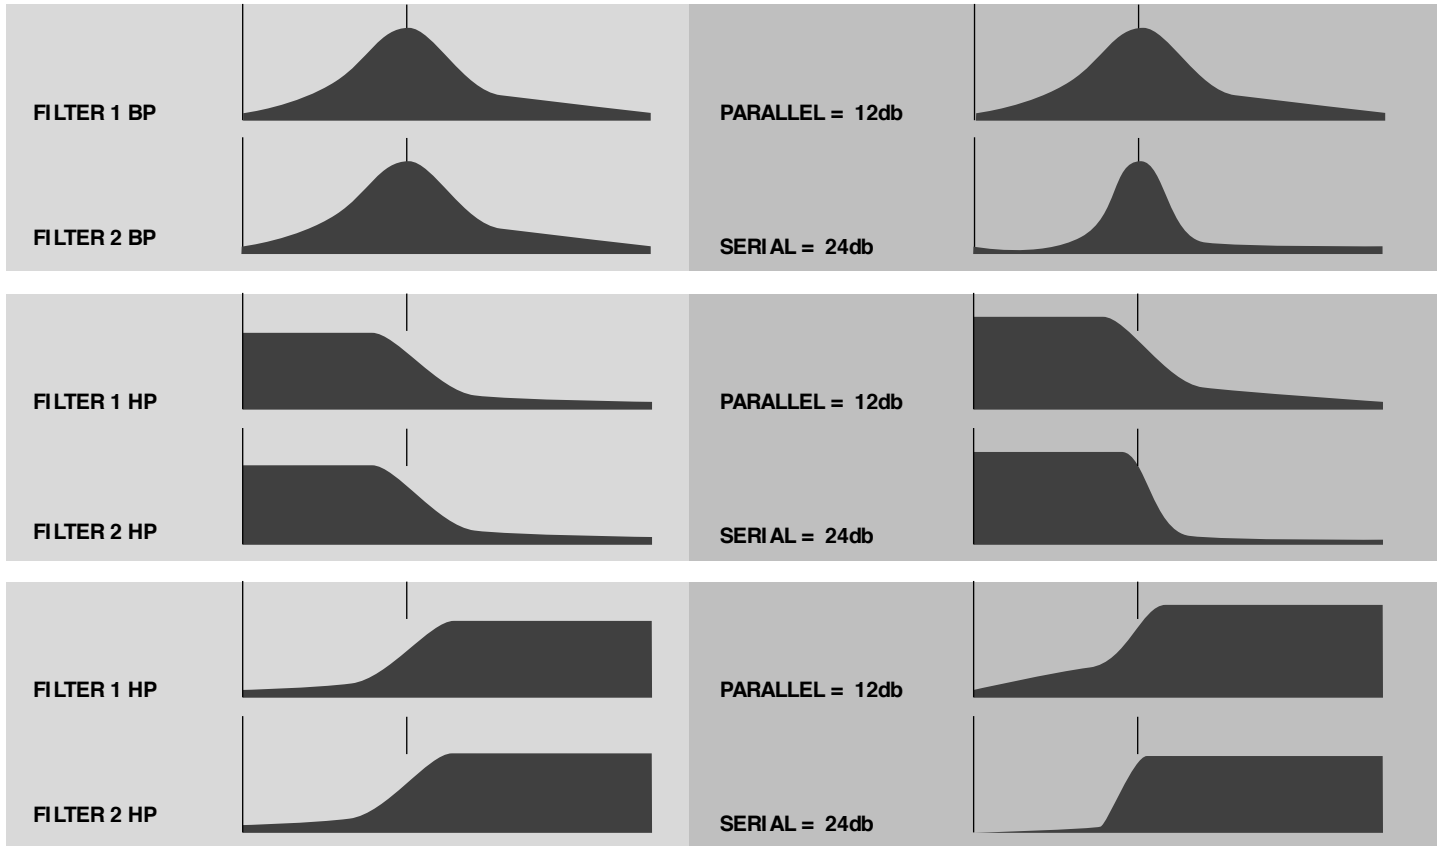 FILTER 1 BP
PARALLEL = 12db
FILTER 2 BP
SERIAL = 24db
FILTER 1 HP
PARALLEL = 12db
FILTER 2 HP
SERIAL = 24db
FILTER 1 HP
PARALLEL = 12db
FILTER 2 HP
SERIAL = 24db